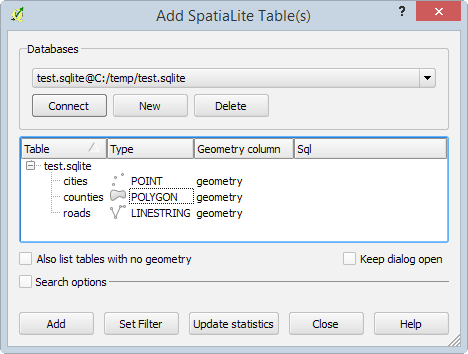 Add SpatiaLite Table(s) ? ×
Databases
test.sqlite@C:/temp/test.sqlite
Connect New Delete
Table Type Geometry column Sql
test.sqlite
cities POINT geometry
counties POLYGON geometry
roads LINESTRING geometry
Also list tables with no geometry Keep dialog open
Search options
Add Set Filter Update statistics Close Help